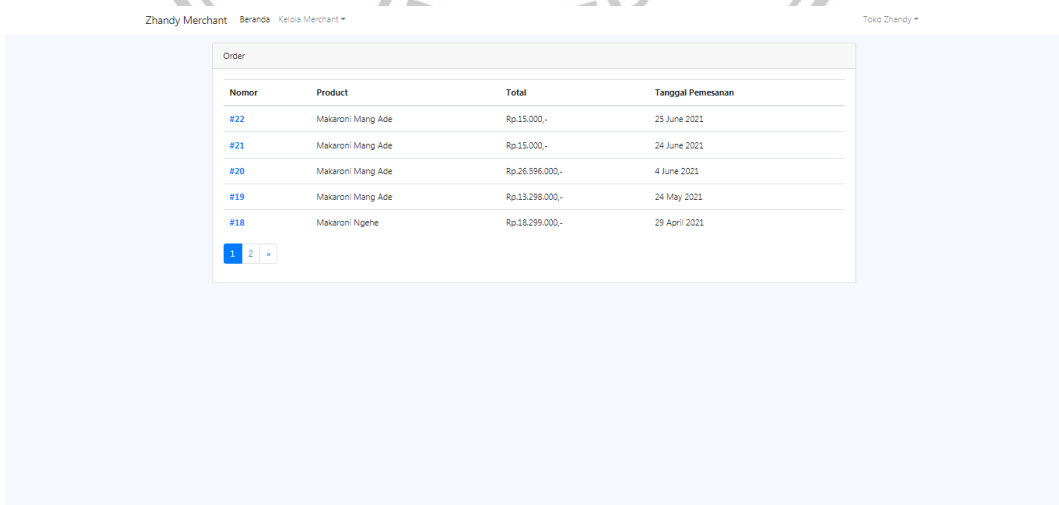 Zhandy Merchant Beranda Kelola Merchant Toko Zhandy
Order
Nomor Product Total Tanggal Pemesanan
#22 Makaroni Mang Ade Rp.15.000,- 25 June 2021
#21 Makaroni Mang Ade Rp.15.000,- 24 June 2021
#20 Makaroni Mang Ade Rp.26.596.000,- 4 June 2021
#19 Makaroni Mang Ade Rp.13.298.000,- 24 May 2021
#18 Makaroni Ngehe Rp.18.299.000,- 29 April 2021
1 2 »